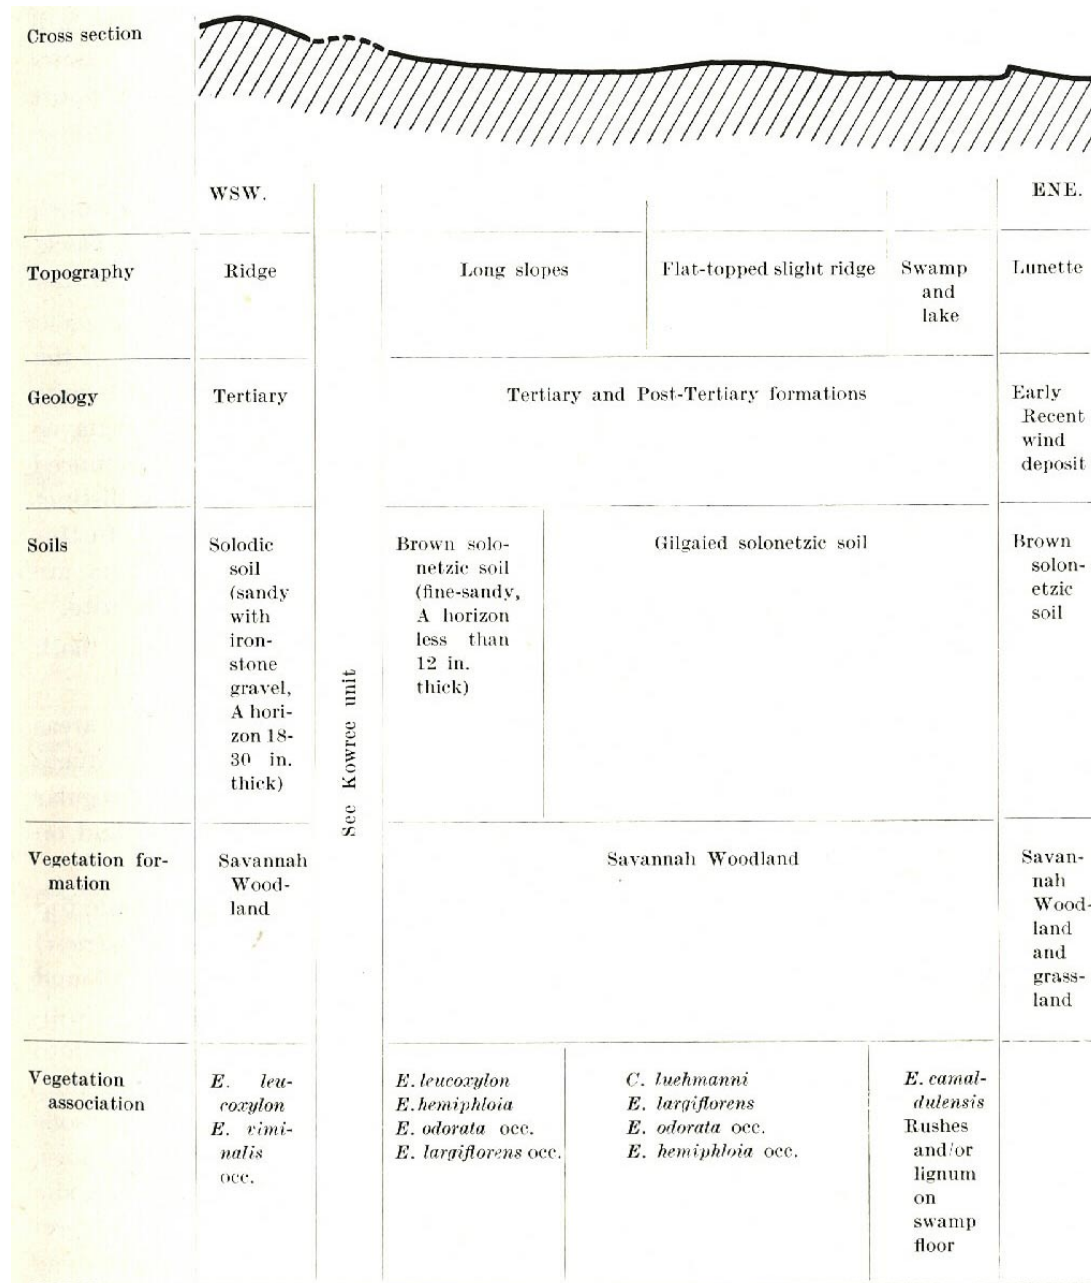 Cross section
WSW.
ENE.
Topography
Ridge
Long slopes
Flat-topped slight ridge
Swamp
and
lake
Lunette
Geology
Tertiary
Tertiary and Post-Tertiary formations
Early
Recent
wind
deposit
Soils
Solodic
soil
(sandy
with
iron-
stone
gravel,
A hori-
zon 18-
30 in.
thick)
See Kowree unit
Brown solo-
netzic soil
(fine-sandy,
A horizon
less than
12 in.
thick)
Gilgaied solonetzic soil
Brown
solon-
etzic
soil
Vegetation for-
mation
Savannah
Wood-
land
Savannah Woodland
Savan-
nah
Wood-
land
and
grass-
land
Vegetation
association
E. leu-
coxylon
E. vimi-
nalis
occ.
E. leucoxylon
E. hemiphloia
E. odorata occ.
E. largiflorens occ.
C. luehmanni
E. largiflorens
E. odorata occ.
E. hemiphloia occ.
E. camal-
dulensis
Rushes
and/or
lignum
on
swamp
floor